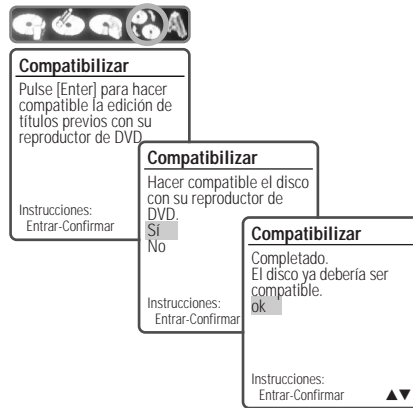 Compatibilizar
Pulse [Enter] para hacer
compatible la edición de
títulos previos con su
reproductor de DVD
Instrucciones:
Entrar-Confirmar
Compatibilizar
Hacer compatible el disco
con su reproductor de
DVD.
Sí
No
Instrucciones:
Entrar-Confirmar
Compatibilizar
Completado.
El disco ya debería ser
compatible.
ok
Instrucciones:
Entrar-Confirmar ▲▼